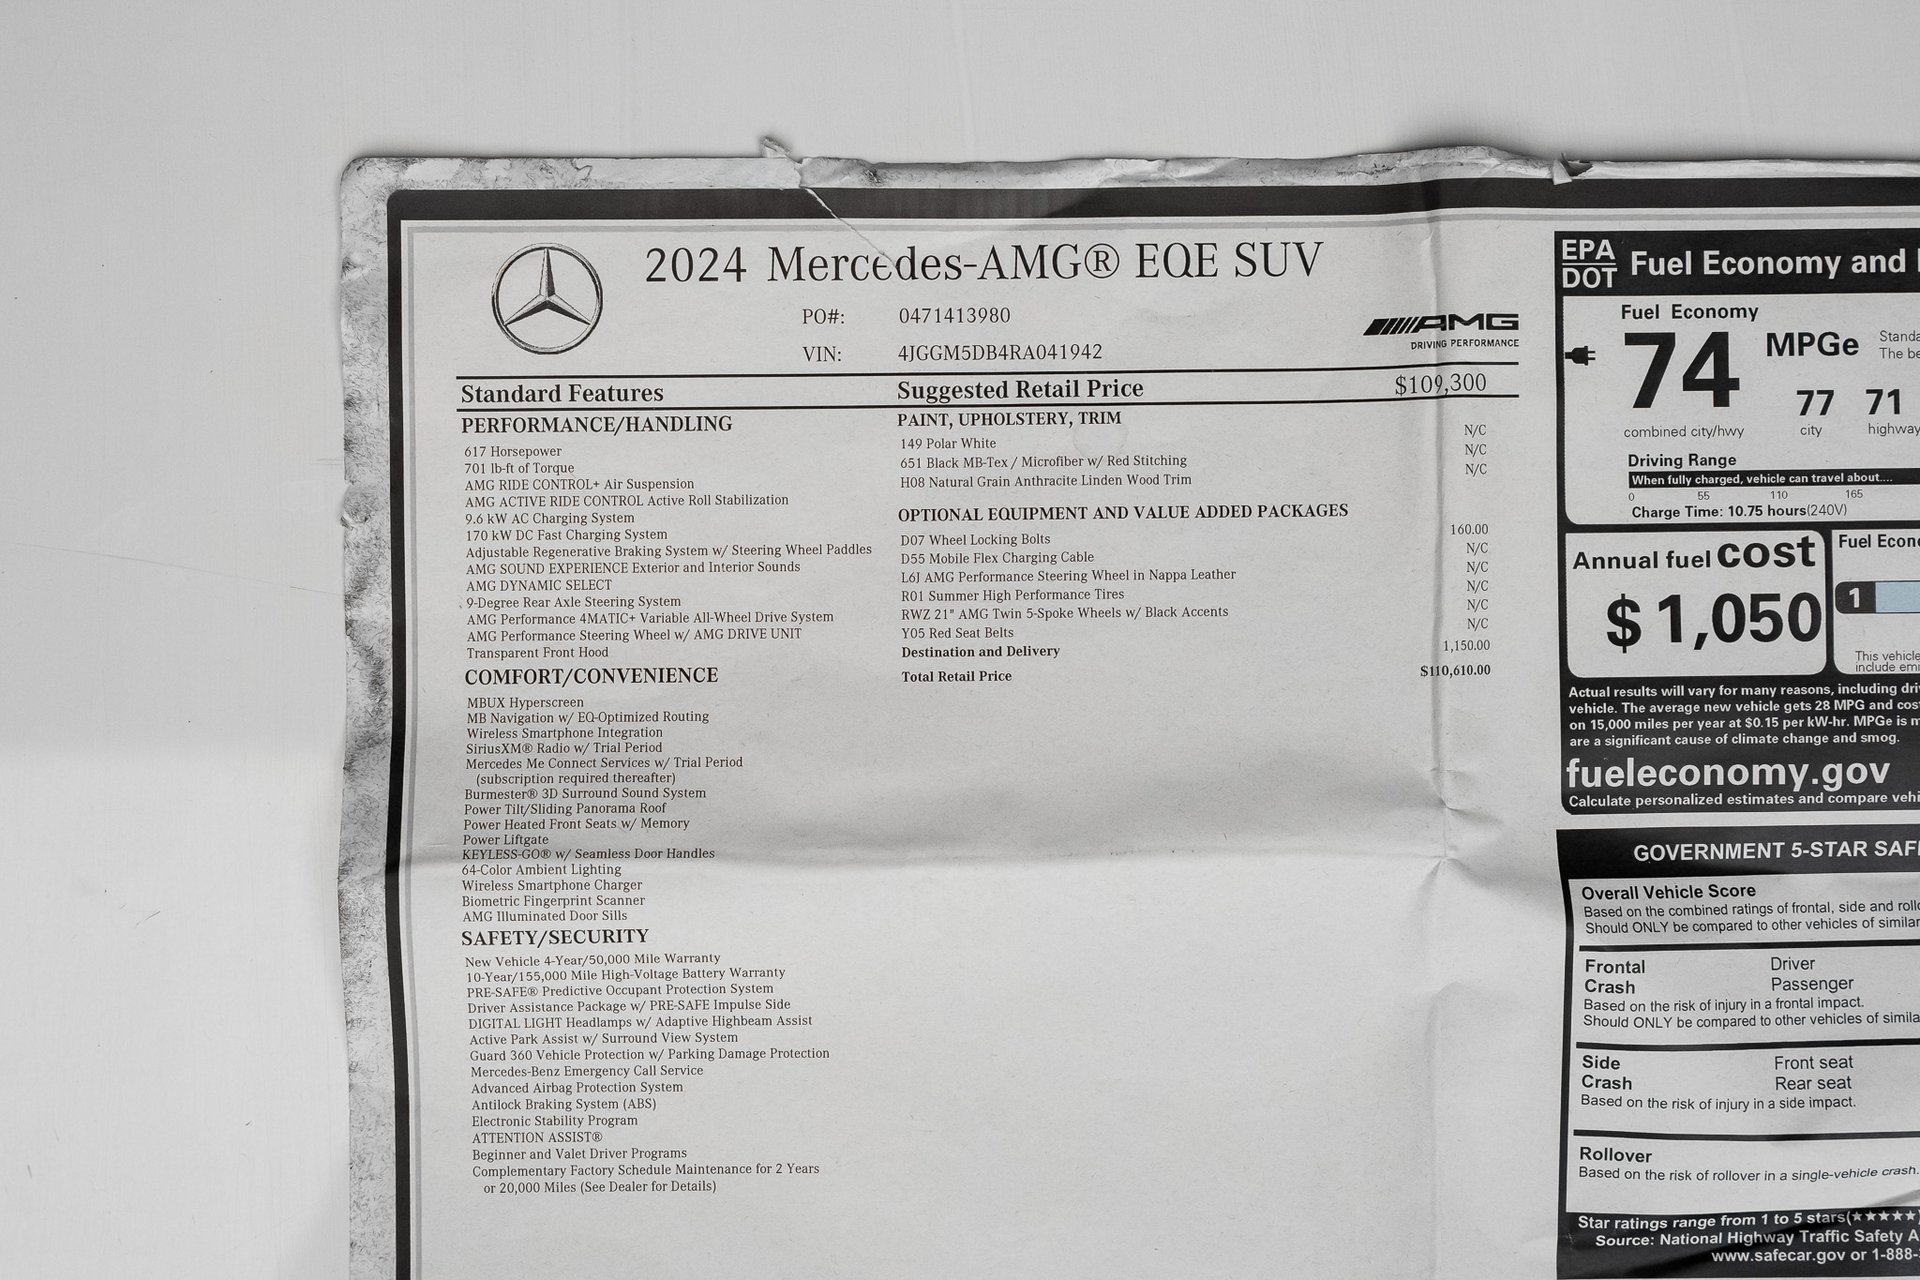 2024 Mercedes-AMG® EQE SUV
PO#: 0471413980
VIN: 4JGGM5DB4RA041942
AMG
DRIVING PERFORMANCE
Standard Features
PERFORMANCE/HANDLING
617 Horsepower
701 lb-ft of Torque
AMG RIDE CONTROL+ Air Suspension
AMG ACTIVE RIDE CONTROL Active Roll Stabilization
9.6 kW AC Charging System
170 kW DC Fast Charging System
Adjustable Regenerative Braking System w/ Steering Wheel Paddles
AMG SOUND EXPERIENCE Exterior and Interior Sounds
AMG DYNAMIC SELECT
9-Degree Rear Axle Steering System
AMG Performance 4MATIC+ Variable All-Wheel Drive System
AMG Performance Steering Wheel w/ AMG DRIVE UNIT
Transparent Front Hood
COMFORT/CONVENIENCE
MBUX Hyperscreen
MB Navigation w/ EQ-Optimized Routing
Wireless Smartphone Integration
SiriusXM® Radio w/ Trial Period
Mercedes Me Connect Services w/ Trial Period
(subscription required thereafter)
Burmester® 3D Surround Sound System
Power Tilt/Sliding Panorama Roof
Power Heated Front Seats w/ Memory
Power Liftgate
KEYLESS-GO® w/ Seamless Door Handles
64-Color Ambient Lighting
Wireless Smartphone Charger
Biometric Fingerprint Scanner
AMG Illuminated Door Sills
SAFETY/SECURITY
New Vehicle 4-Year/50,000 Mile Warranty
10-Year/155,000 Mile High-Voltage Battery Warranty
PRE-SAFE® Predictive Occupant Protection System
Driver Assistance Package w/ PRE-SAFE Impulse Side
DIGITAL LIGHT Headlamps w/ Adaptive Highbeam Assist
Active Park Assist w/ Surround View System
Guard 360 Vehicle Protection w/ Parking Damage Protection
Mercedes-Benz Emergency Call Service
Advanced Airbag Protection System
Antilock Braking System (ABS)
Electronic Stability Program
ATTENTION ASSIST®
Beginner and Valet Driver Programs
Complementary Factory Schedule Maintenance for 2 Years
or 20,000 Miles (See Dealer for Details)
Suggested Retail Price $109,300
PAINT, UPHOLSTERY, TRIM
149 Polar White N/C
651 Black MB-Tex / Microfiber w/ Red Stitching N/C
H08 Natural Grain Anthracite Linden Wood Trim N/C
OPTIONAL EQUIPMENT AND VALUE ADDED PACKAGES
D07 Wheel Locking Bolts 160.00
D55 Mobile Flex Charging Cable N/C
L6J AMG Performance Steering Wheel in Nappa Leather N/C
R01 Summer High Performance Tires N/C
RWZ 21" AMG Twin 5-Spoke Wheels w/ Black Accents N/C
Y05 Red Seat Belts N/C
Destination and Delivery 1,150.00
Total Retail Price $110,610.00
EPA
DOT
Fuel Economy and
Fuel Economy
74 MPGe
Standa
The be
77 71
combined city/hwy city highway
Driving Range
When fully charged, vehicle can travel about....
0 55 110 165
Charge Time: 10.75 hours(240V)
Annual fuel cost
$1,050
Fuel Econ
1
This vehicle
include emi
Actual results will vary for many reasons, including dri
vehicle. The average new vehicle gets 28 MPG and cos
on 15,000 miles per year at $0.15 per kW-hr. MPGe is m
are a significant cause of climate change and smog.
fueleconomy.gov
Calculate personalized estimates and compare vehi
GOVERNMENT 5-STAR SAF
Overall Vehicle Score
Based on the combined ratings of frontal, side and rollo
Should ONLY be compared to other vehicles of similar
Frontal Driver
Crash Passenger
Based on the risk of injury in a frontal impact.
Should ONLY be compared to other vehicles of simila
Side Front seat
Crash Rear seat
Based on the risk of injury in a side impact.
Rollover
Based on the risk of rollover in a single-vehicle crash.
Star ratings range from 1 to 5 stars(★★★★★)
Source: National Highway Traffic Safety A
www.safecar.gov or 1-888-